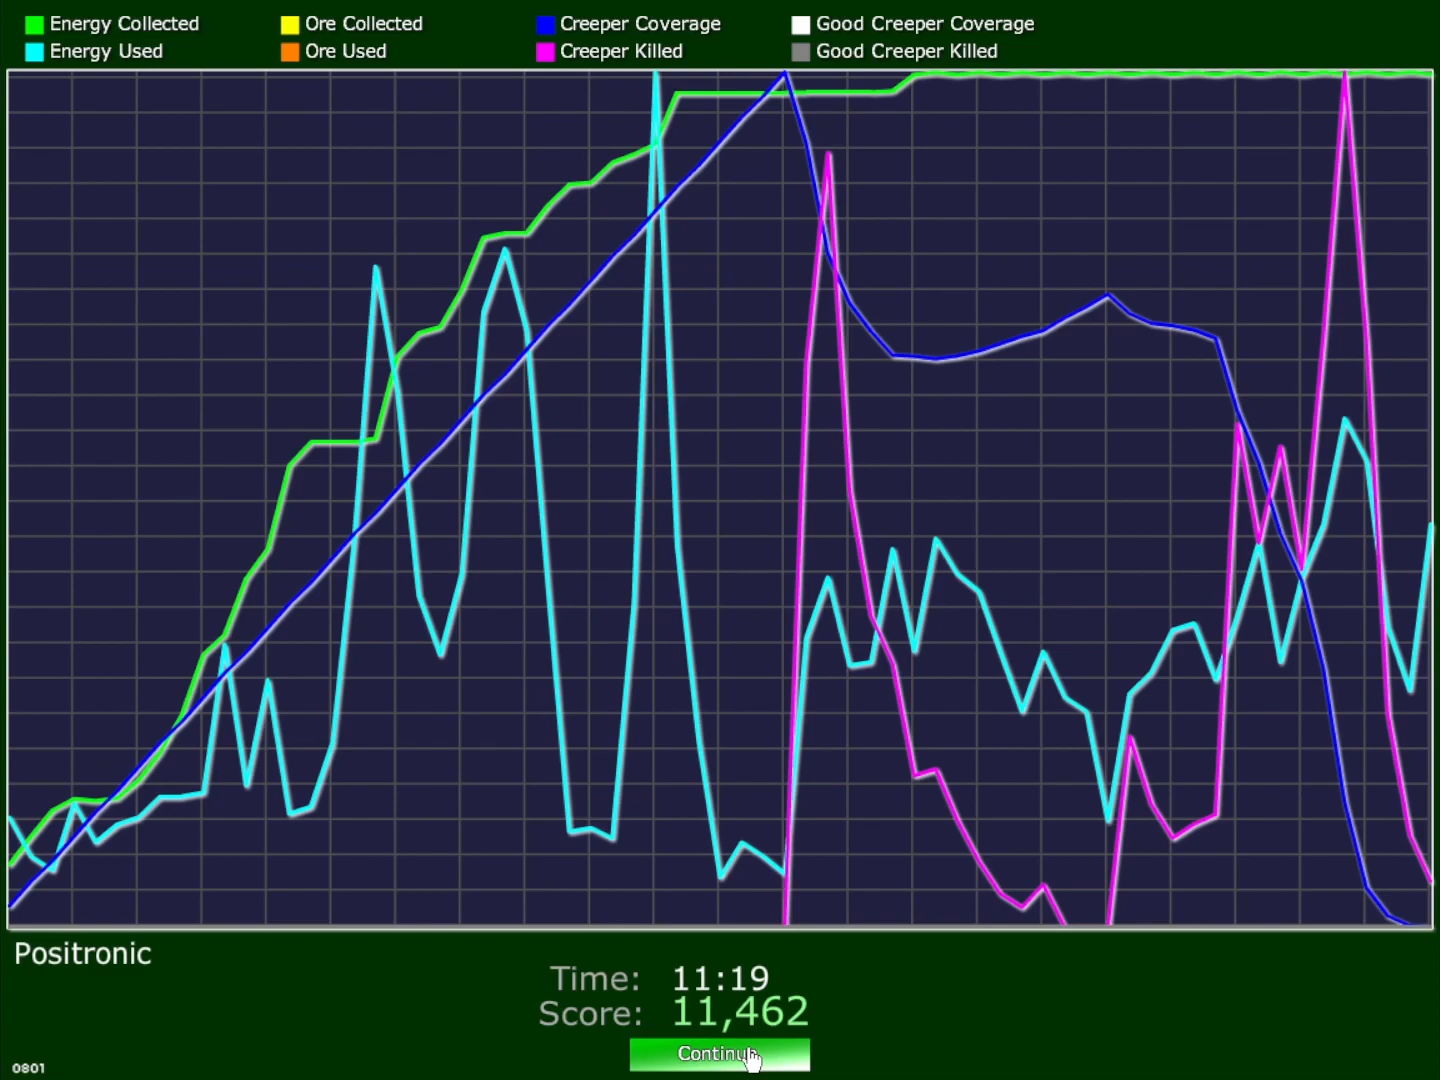 Energy Collected Ore Collected Creeper Coverage Good Creeper Coverage
Energy Used Ore Used Creeper Killed Good Creeper Killed
Positronic
Time: 11:19
Score: 11,462
Continue
0801